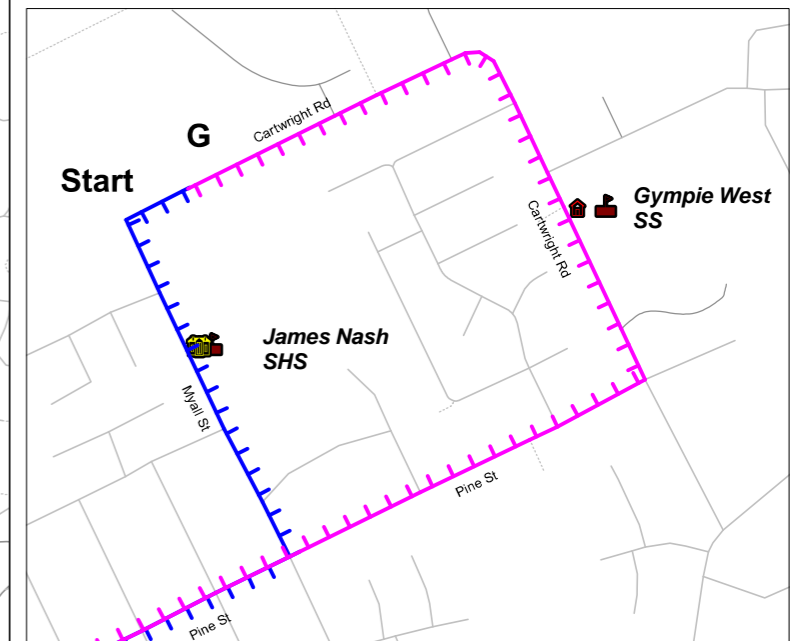 Cartwright Rd
G
Start
Gympie West
SS
Cartwright Rd
James Nash
SHS
Myall St
Pine St
Pine St